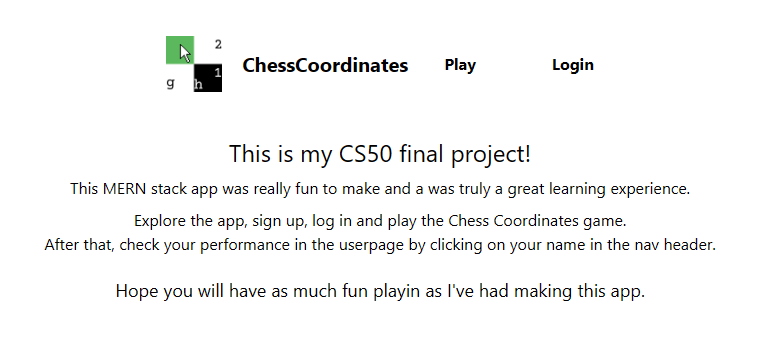 2
1
g
h
ChessCoordinates Play Login
This is my CS50 final project!
This MERN stack app was really fun to make and a was truly a great learning experience.
Explore the app, sign up, log in and play the Chess Coordinates game.
After that, check your performance in the userpage by clicking on your name in the nav header.
Hope you will have as much fun playin as I've had making this app.